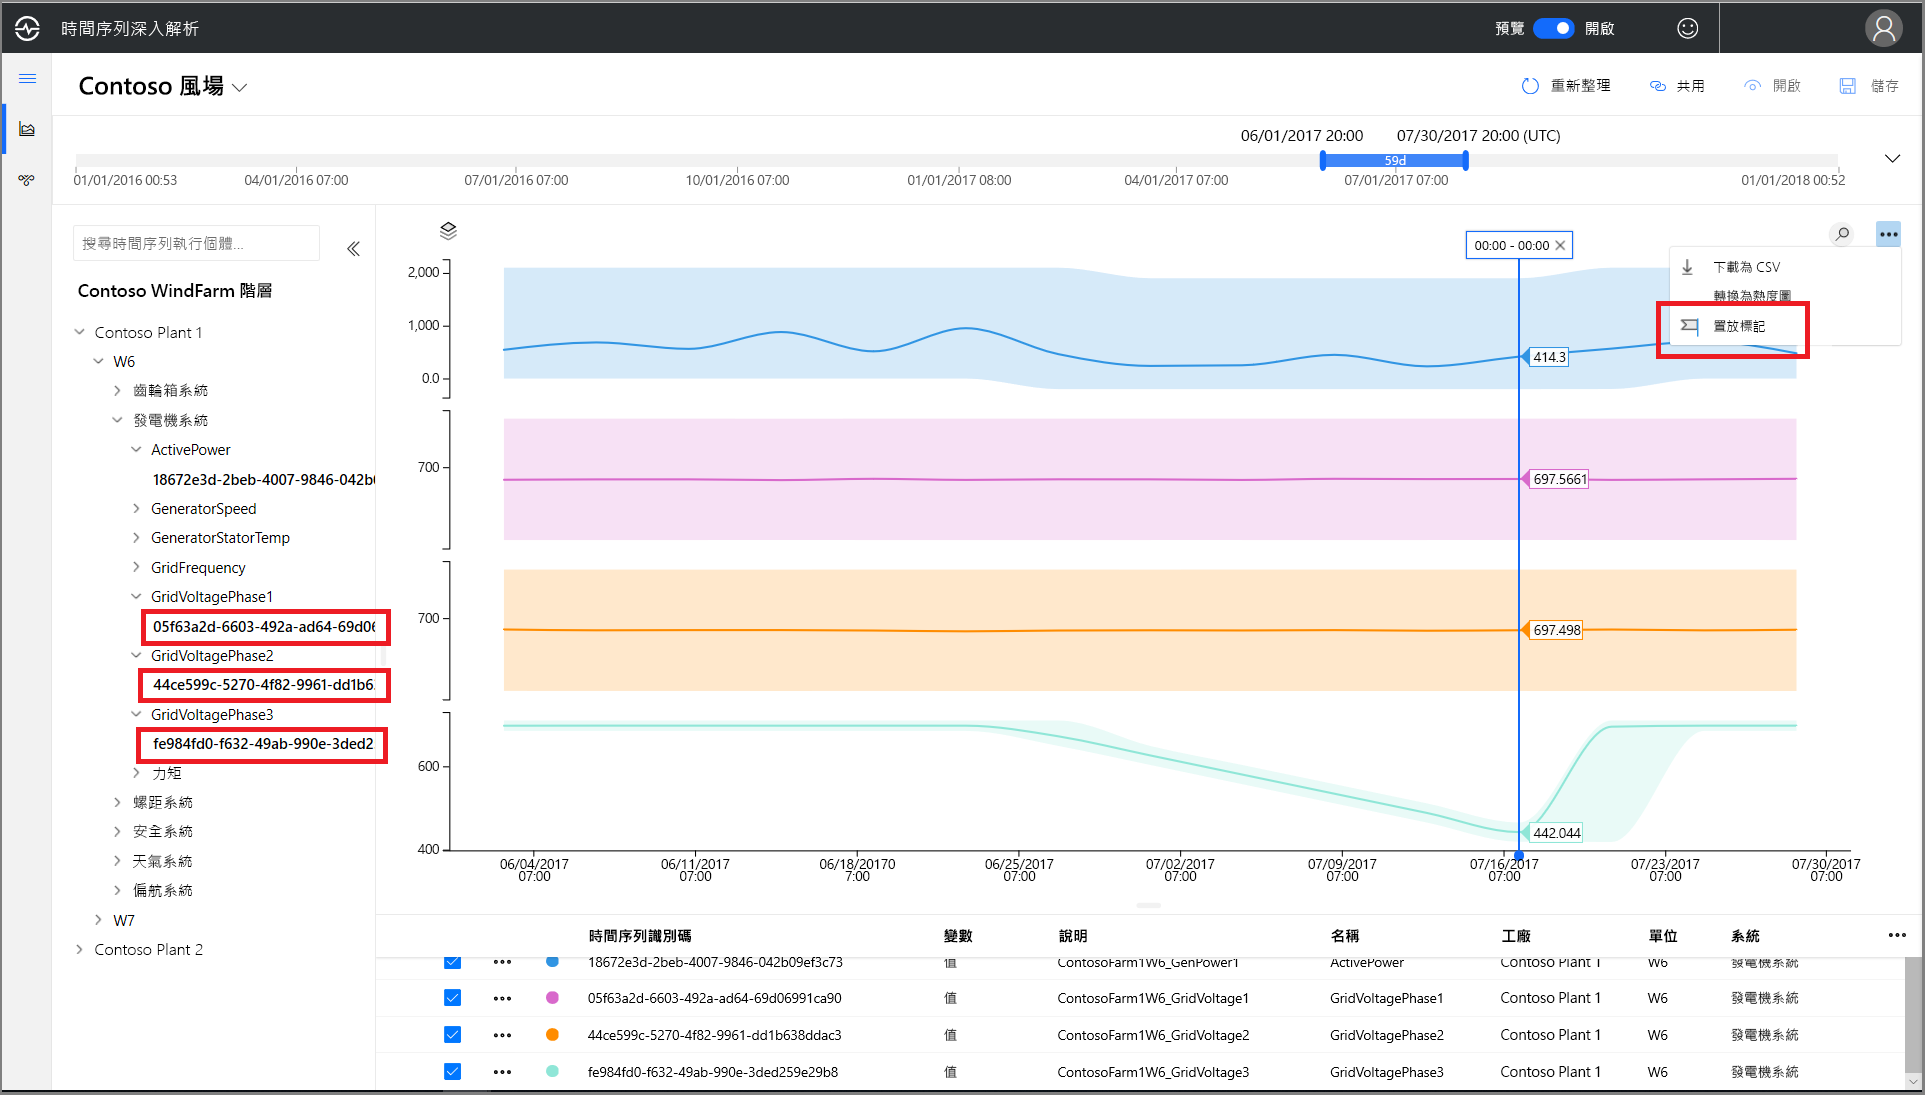 時間序列深入解析
預覽 開啟
Contoso 風場
重新整理 共用 開啟 儲存
06/01/2017 20:00 07/30/2017 20:00 (UTC)
59d
01/01/2016 00:53 04/01/2016 07:00 07/01/2016 07:00 10/01/2016 07:00 01/01/2017 08:00 04/01/2017 07:00 07/01/2017 07:00 01/01/2018 00:52
搜尋時間序列執行個體...
Contoso WindFarm 階層
Contoso Plant 1
W6
齒輪箱系統
發電機系統
ActivePower
18672e3d-2beb-4007-9846-042b
GeneratorSpeed
GeneratorStatorTemp
GridFrequency
GridVoltagePhase1
05f63a2d-6603-492a-ad64-69d06
GridVoltagePhase2
44ce599c-5270-4f82-9961-dd1b6
GridVoltagePhase3
fe984fd0-f632-49ab-990e-3ded2
力矩
螺距系統
安全系統
天氣系統
偏航系統
W7
Contoso Plant 2
00:00 - 00:00
下載為 CSV
轉換為熱度圖
置放標記
2,000
1,000
0.0
414.3
700
697.5661
700
697.498
600
400
442.044
06/04/2017 06/11/2017 06/18/20170 06/25/2017 07/02/2017 07/09/2017 07/16/2017 07/23/2017 07/30/2017
07:00 07:00 7:00 07:00 07:00 07:00 07:00 07:00 07:00
時間序列識別碼 變數 說明 名稱 工廠 單位 系統
18672e3d-2beb-4007-9846-042b09ef3c73 值 ContosoFarm1W6_GenPower1 ActivePower Contoso Plant 1 W6 發電機系統
05f63a2d-6603-492a-ad64-69d06991ca90 值 ContosoFarm1W6_GridVoltage1 GridVoltagePhase1 Contoso Plant 1 W6 發電機系統
44ce599c-5270-4f82-9961-dd1b638ddac3 值 ContosoFarm1W6_GridVoltage2 GridVoltagePhase2 Contoso Plant 1 W6 發電機系統
fe984fd0-f632-49ab-990e-3ded259e29b8 值 ContosoFarm1W6_GridVoltage3 GridVoltagePhase3 Contoso Plant 1 W6 發電機系統